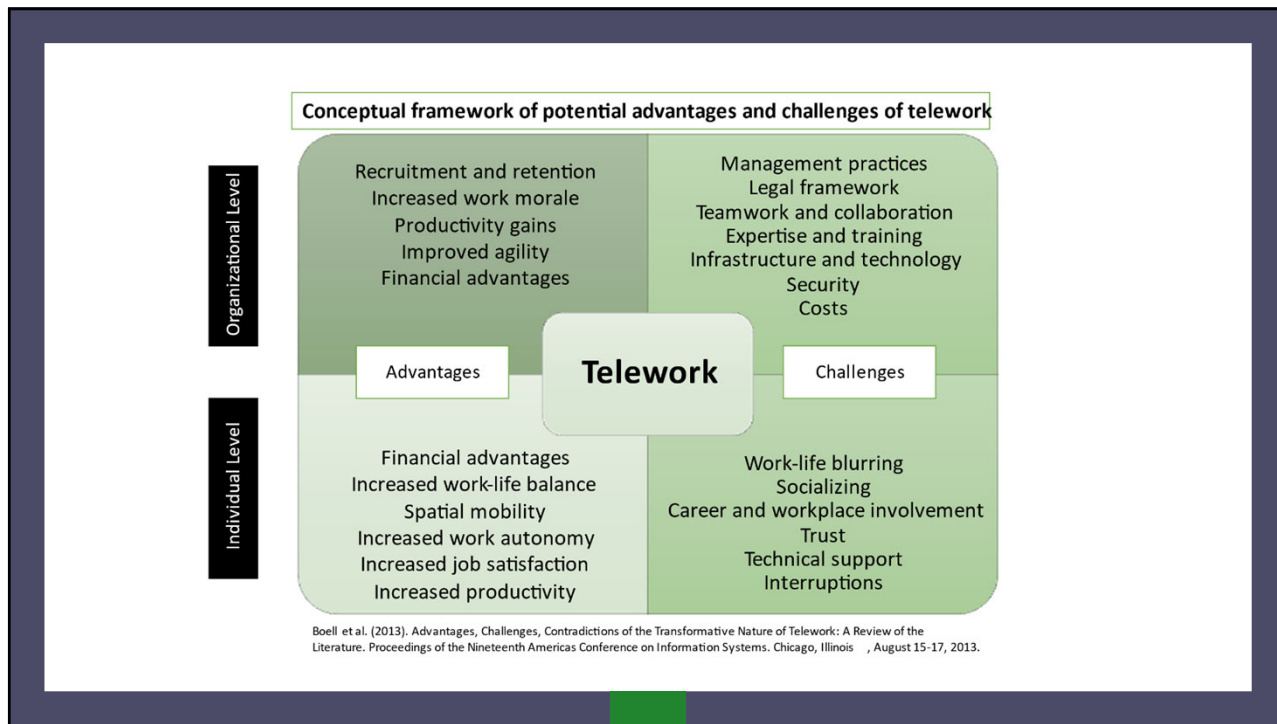 Conceptual framework of potential advantages and challenges of telework
Organizational Level
Recruitment and retention
Increased work morale
Productivity gains
Improved agility
Financial advantages
Management practices
Legal framework
Teamwork and collaboration
Expertise and training
Infrastructure and technology
Security
Costs
Advantages
Telework
Challenges
Individual Level
Financial advantages
Increased work-life balance
Spatial mobility
Increased work autonomy
Increased job satisfaction
Increased productivity
Work-life blurring
Socializing
Career and workplace involvement
Trust
Technical support
Interruptions
Boell et al. (2013). Advantages, Challenges, Contradictions of the Transformative Nature of Telework: A Review of the
Literature. Proceedings of the Nineteenth Americas Conference on Information Systems. Chicago, Illinois , August 15-17, 2013.